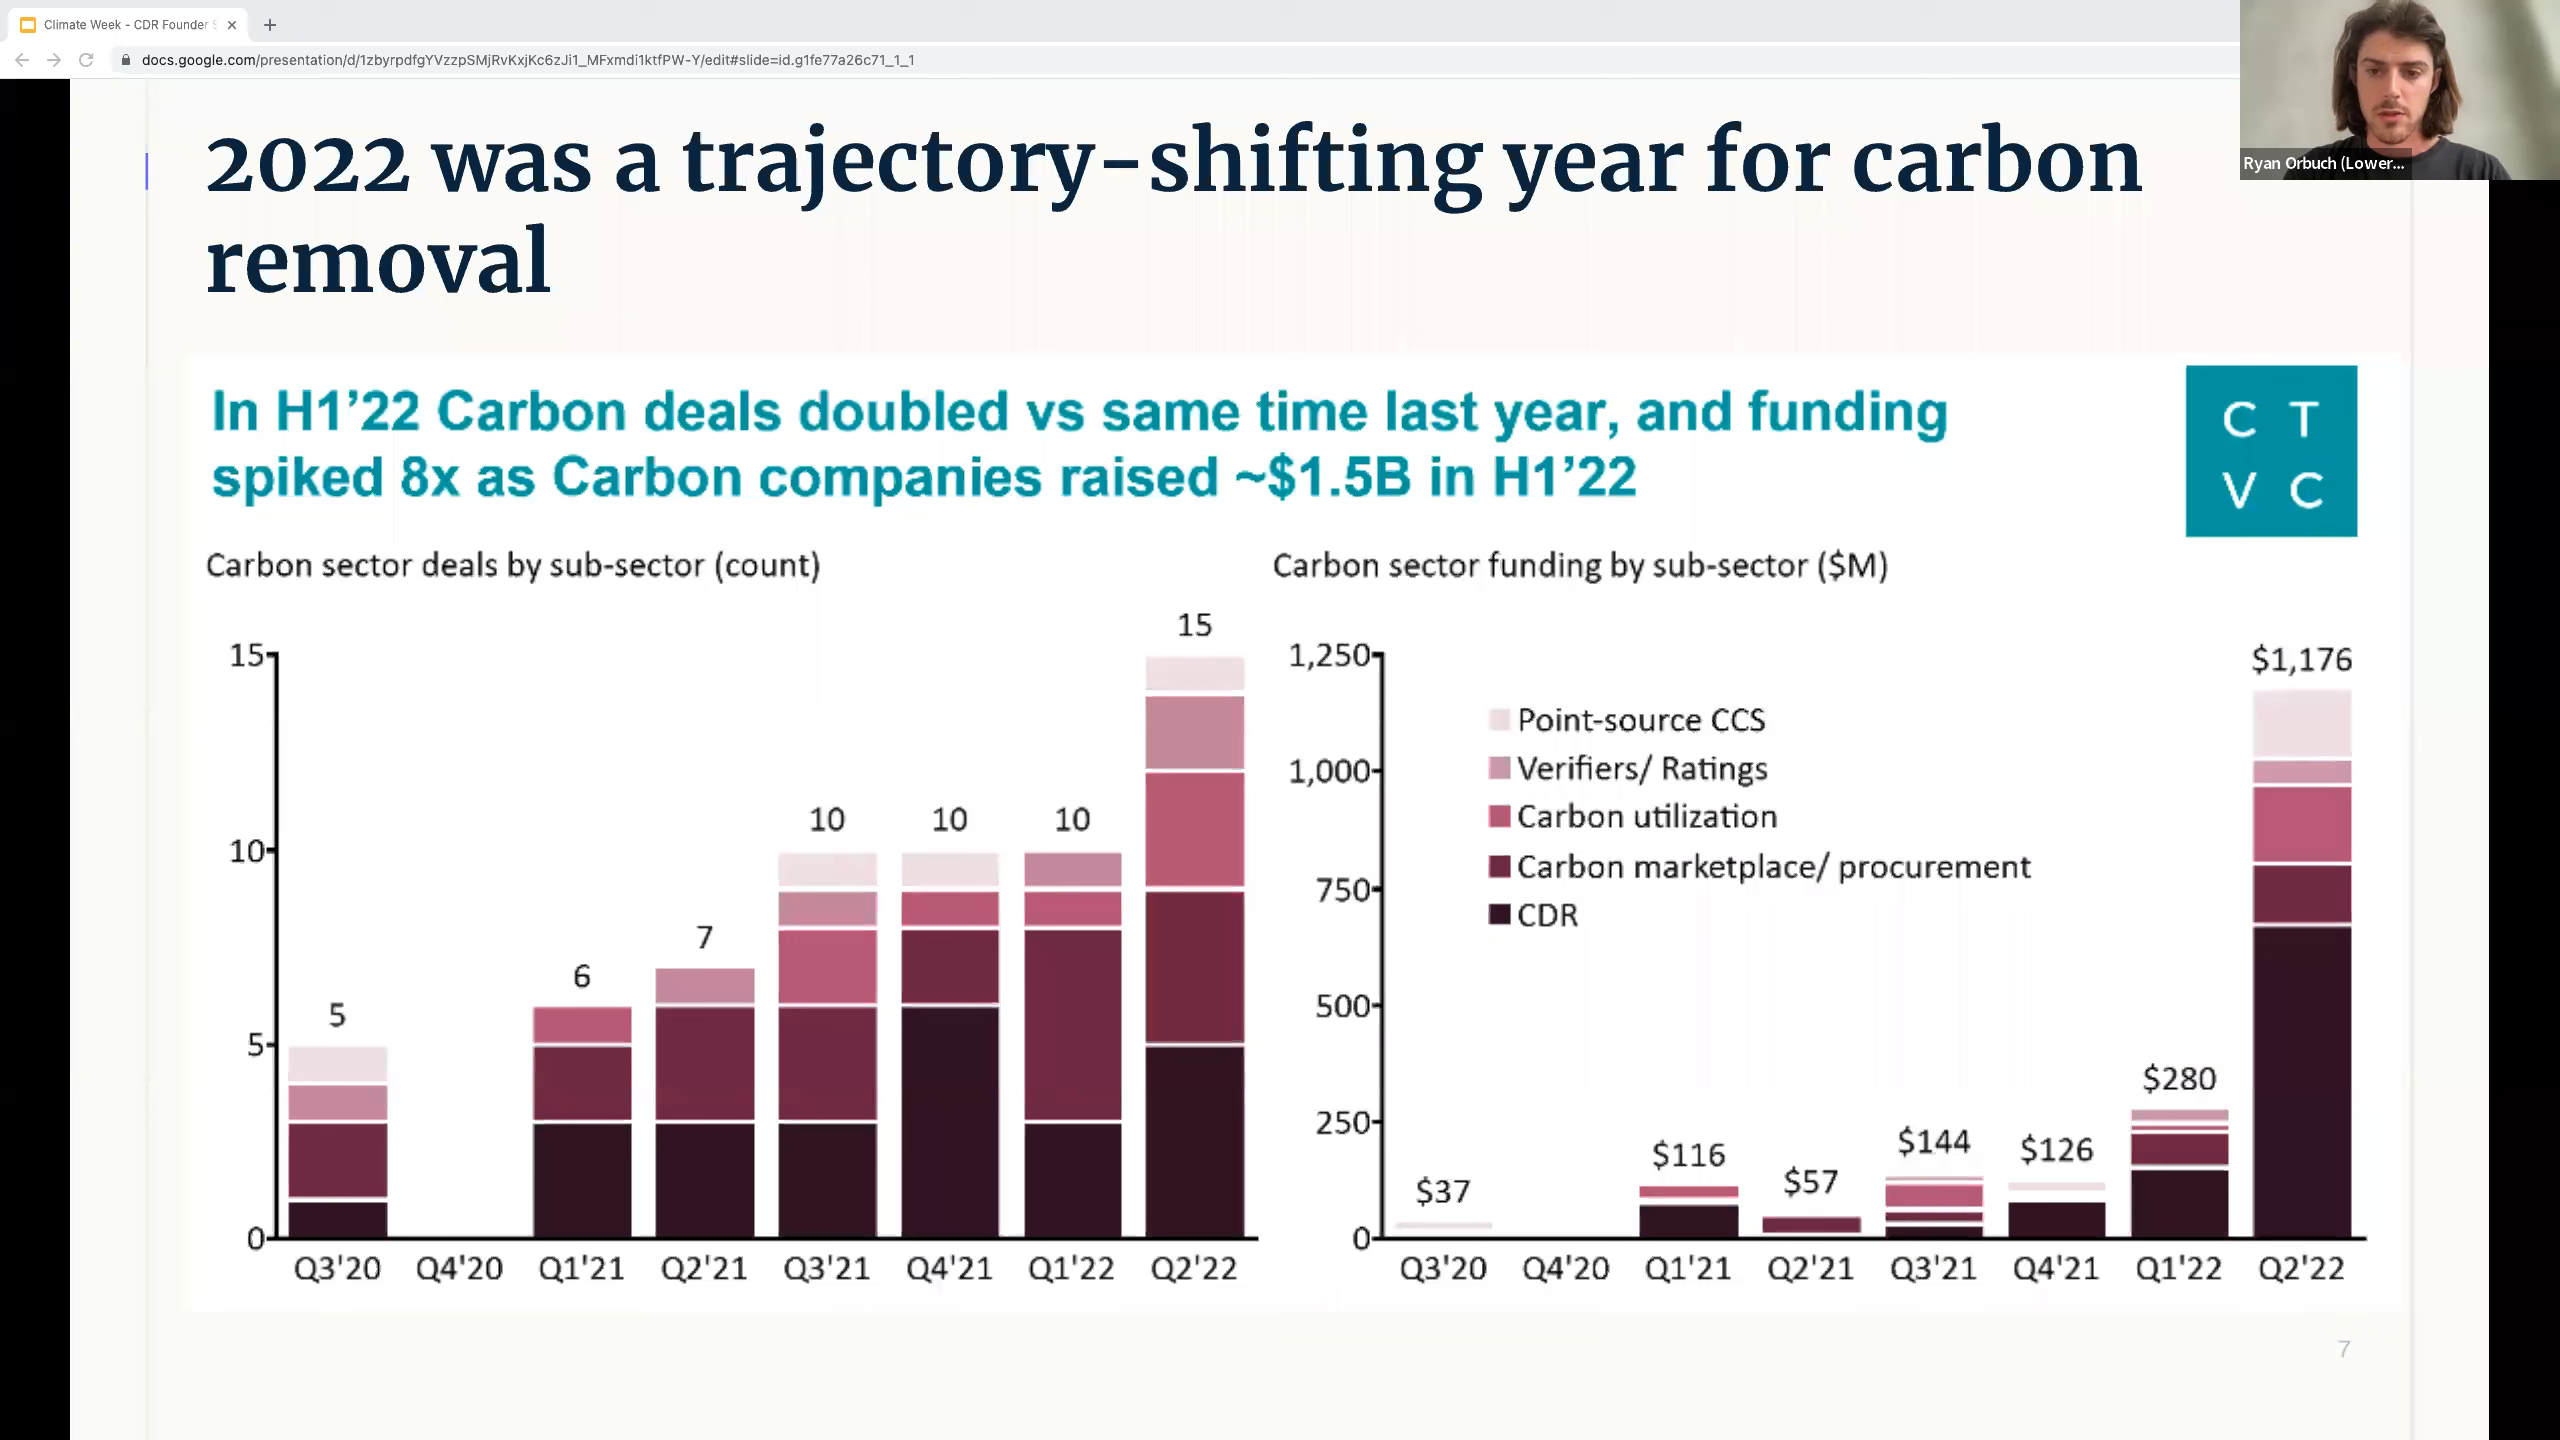 Climate Week - CDR Founder S
docs.google.com/presentation/d/1zbyrpdfgYVzzpSMjRvKxjKc6zJi1_MFxmdi1ktfPW-Y/edit#slide=id.g1fe77a26c71_1_1
Ryan Orbuch (Lower...
2022 was a trajectory-shifting year for carbon
removal
In H1’22 Carbon deals doubled vs same time last year, and funding
spiked 8x as Carbon companies raised ~$1.5B in H1’22
C T
V C
Carbon sector deals by sub-sector (count)
15
10
5
0
5
6
7
10
10
10
15
Q3'20 Q4'20 Q1'21 Q2'21 Q3'21 Q4'21 Q1'22 Q2'22
Carbon sector funding by sub-sector ($M)
1,250
1,000
750
500
250
0
Point-source CCS
Verifiers/ Ratings
Carbon utilization
Carbon marketplace/ procurement
CDR
$37
$116
$57
$144
$126
$280
$1,176
Q3'20 Q4'20 Q1'21 Q2'21 Q3'21 Q4'21 Q1'22 Q2'22
7